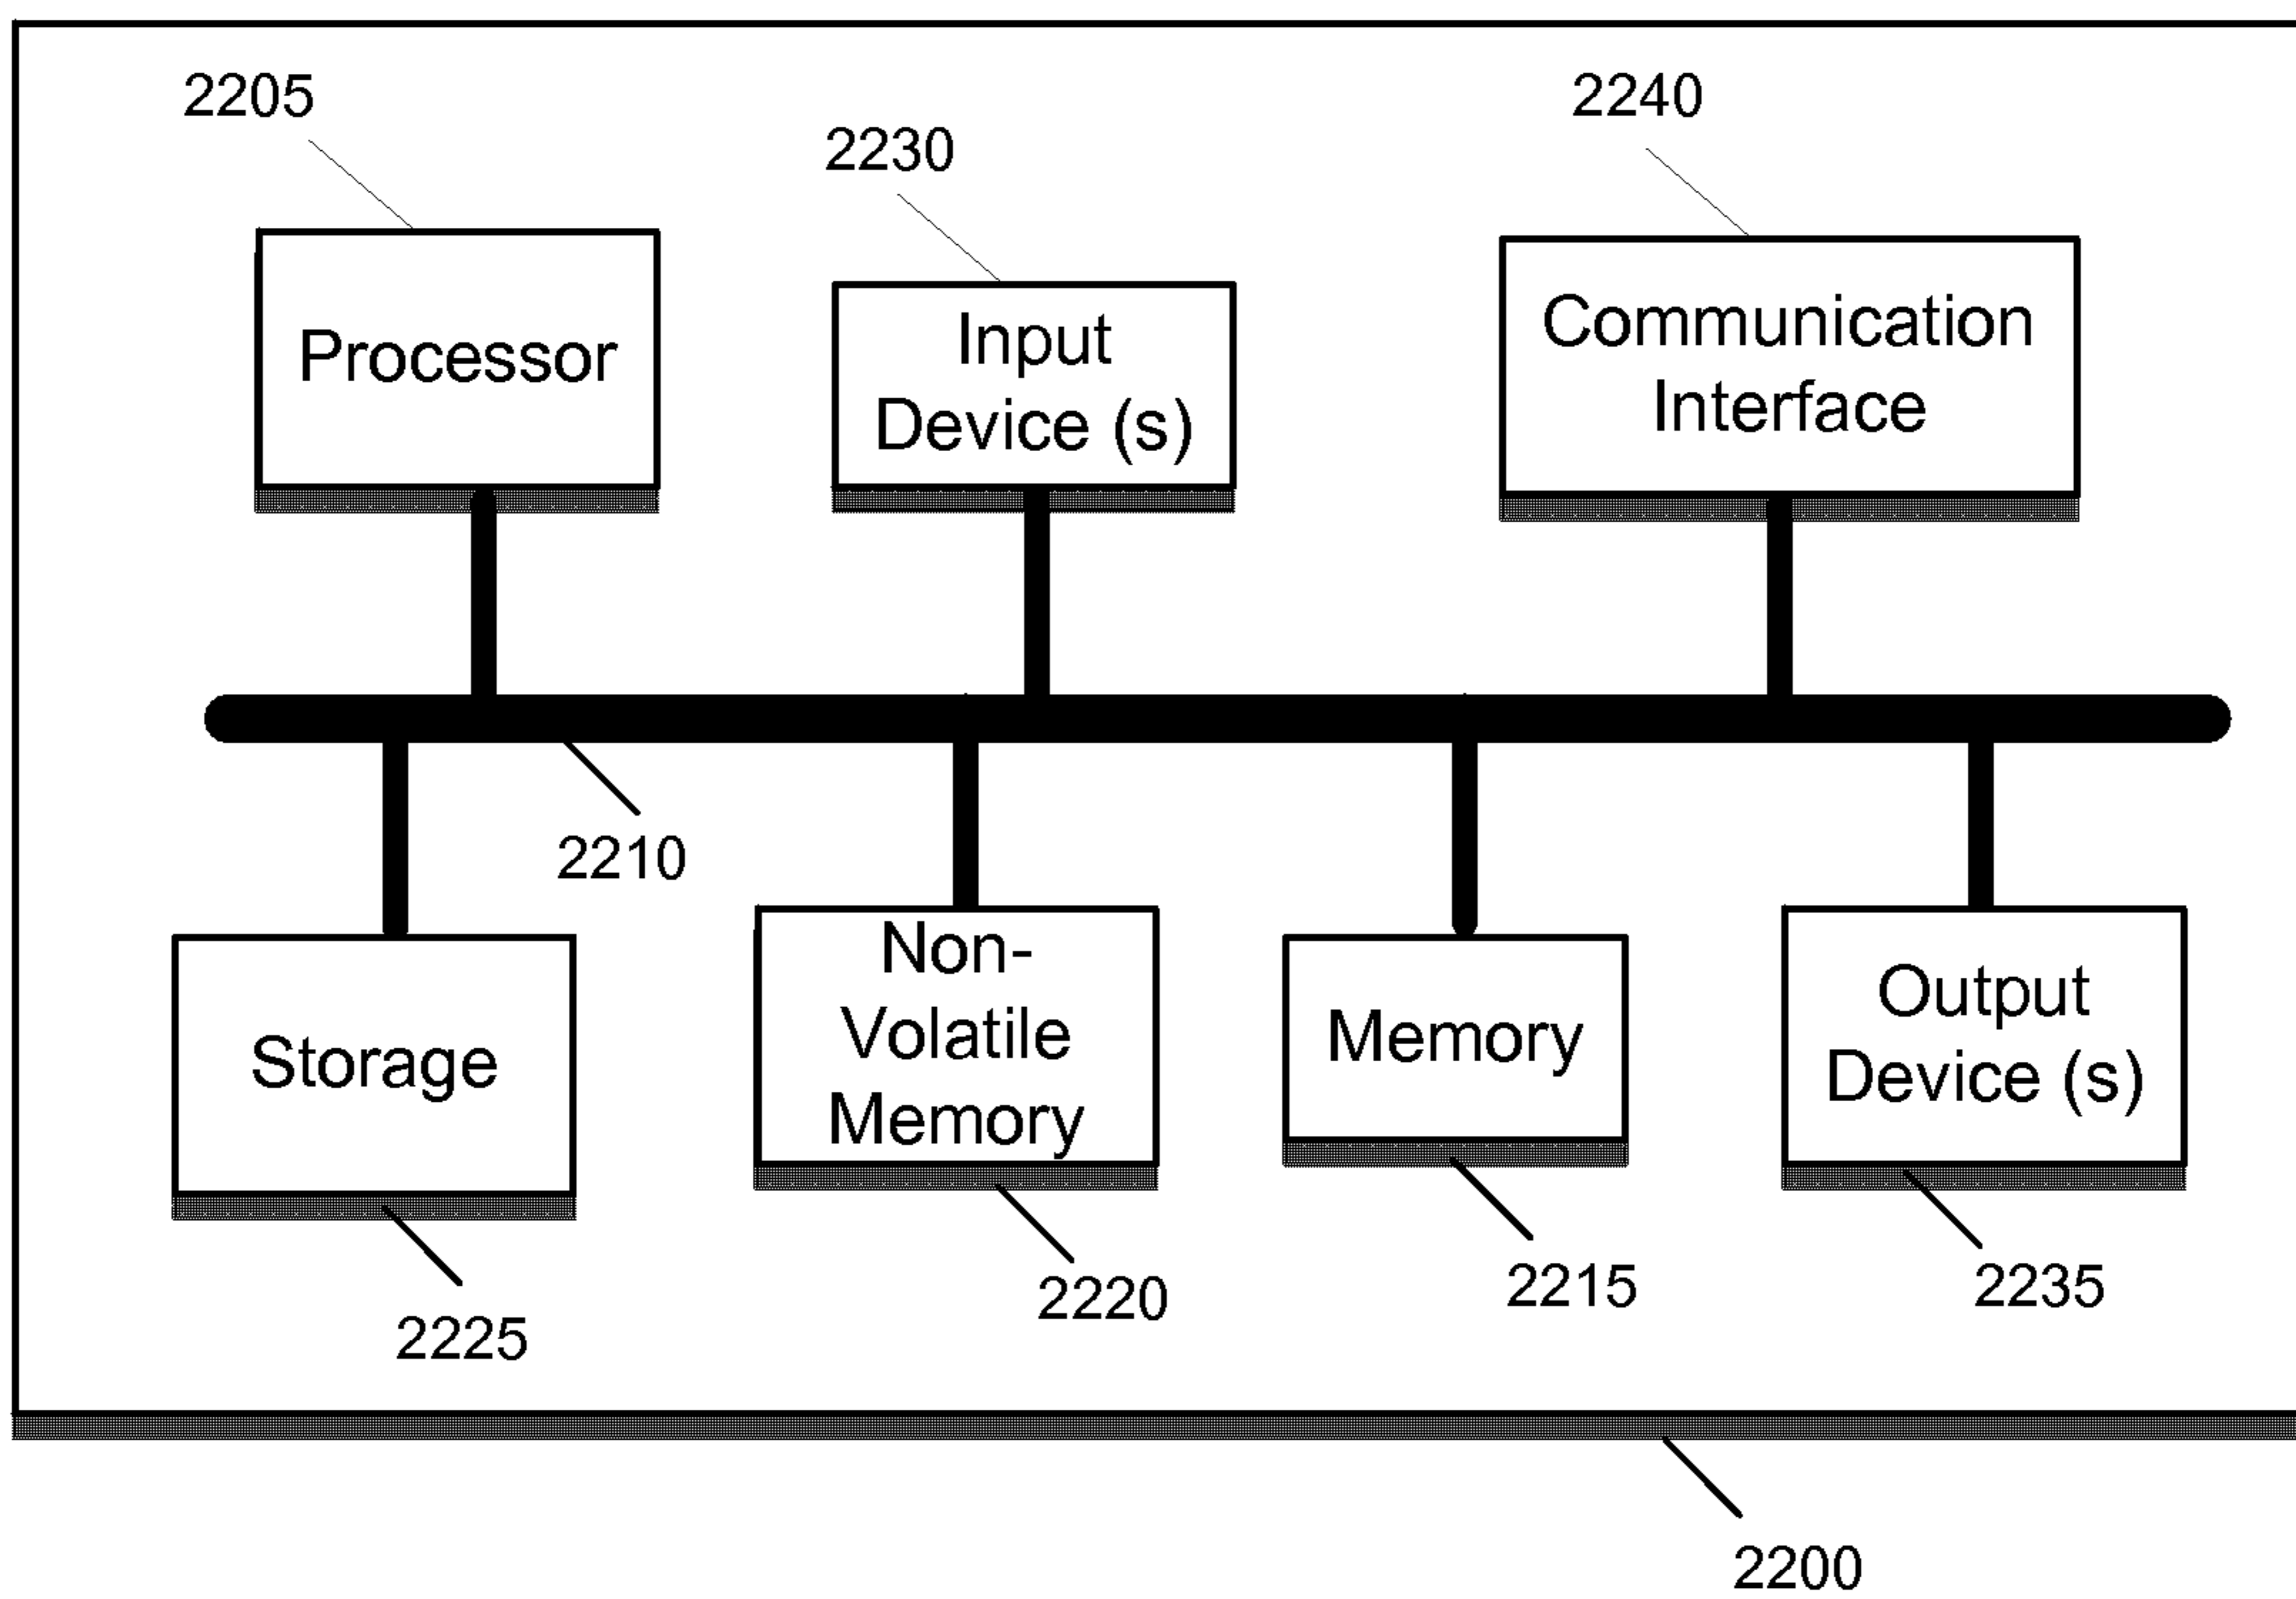 2205
2230
2240
Processor
Input
Device (s)
Communication
Interface
2210
Storage
Non-
Volatile
Memory
Memory
Output
Device (s)
2225
2220
2215
2235
2200